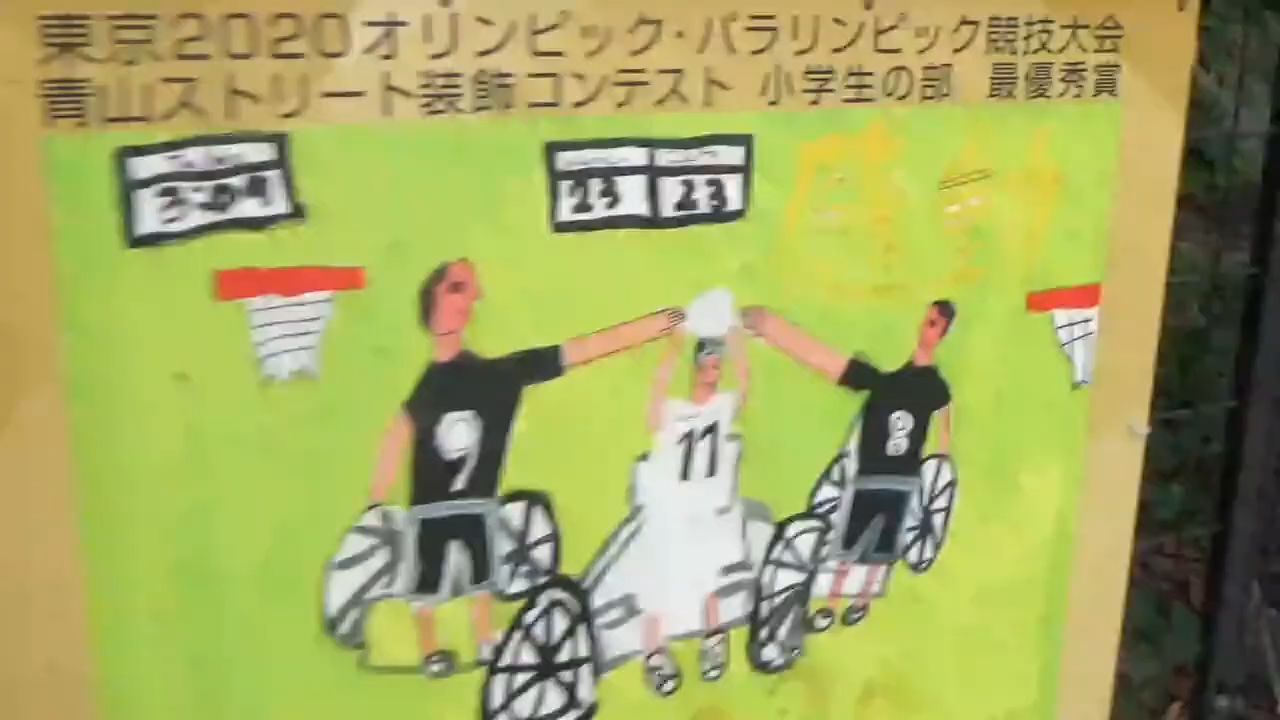 東京2020オリンピック・パラリンピック競技大会
青山ストリート装飾コンテスト 小学生の部 最優秀賞
23 23
9
11
8